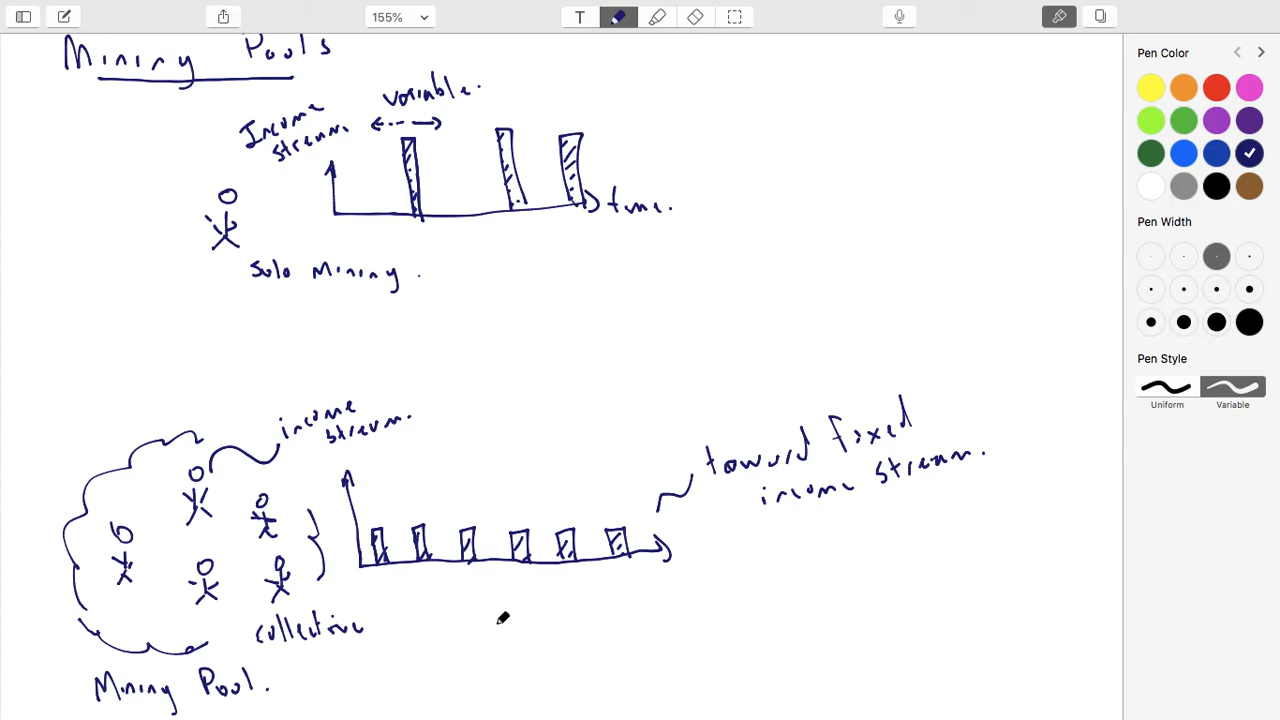 155%
T
Mining Pools
Pen Color
variable.
Income
stream.
time.
Solo Mining.
Pen Width
Pen Style
Uniform Variable
income
stream.
toward fixed
income stream.
collective
Mining Pool.